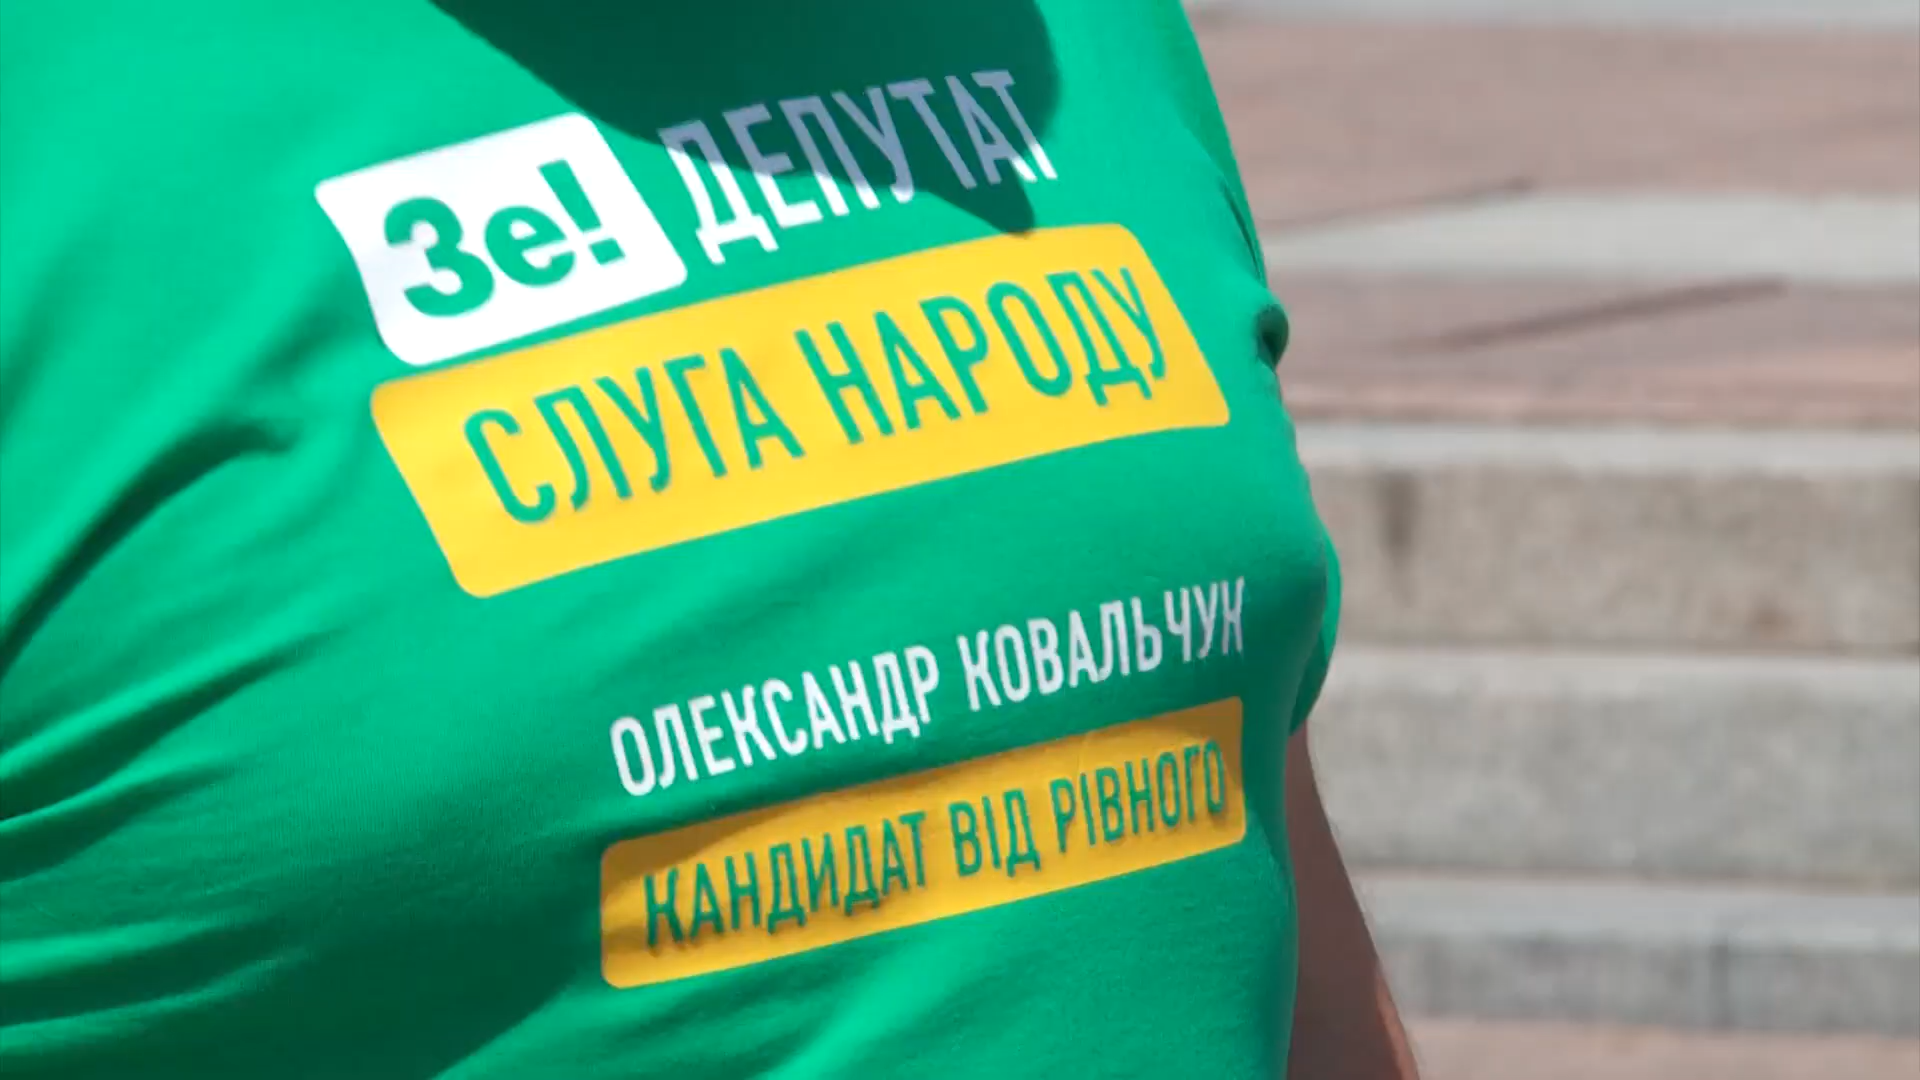 Зе! ДЕПУТАТ
СЛУГА НАРОДУ
ОЛЕКСАНДР КОВАЛЬЧУК
КАНДИДАТ ВІД РІВНОГО